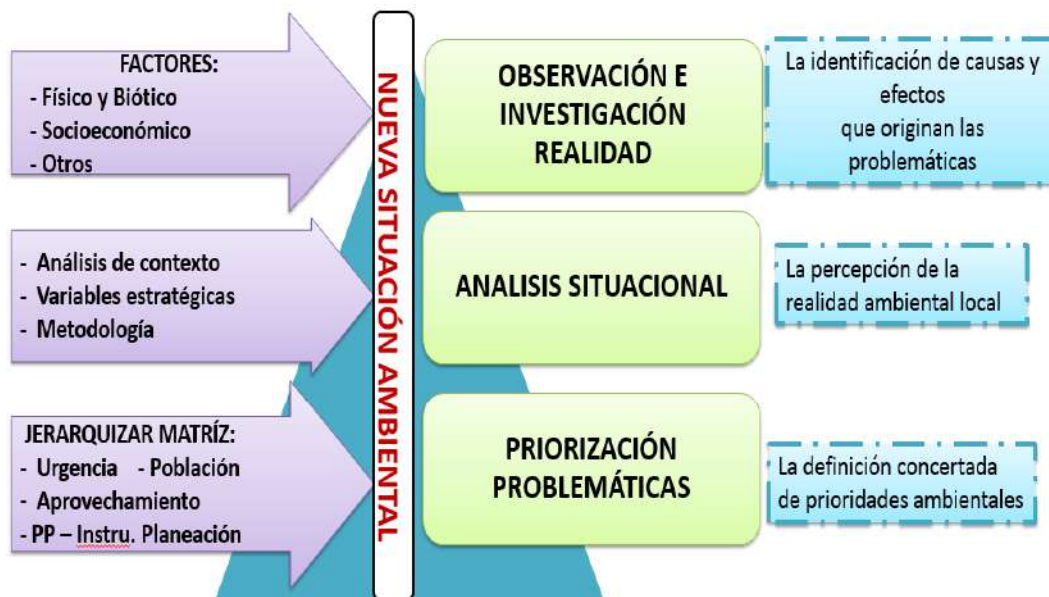 FACTORES:
- Físico y Biótico
- Socioeconómico
- Otros
- Análisis de contexto
- Variables estratégicas
- Metodología
JERARQUIZAR MATRÍZ:
- Urgencia - Población
- Aprovechamiento
- PP – Instru. Planeación
NUEVA SITUACIÓN AMBIENTAL
OBSERVACIÓN E
INVESTIGACIÓN
REALIDAD
ANALISIS SITUACIONAL
PRIORIZACIÓN
PROBLEMÁTICAS
La identificación de causas y
efectos
que originan las
problemáticas
La percepción de la
realidad ambiental local
La definición concertada
de prioridades ambientales